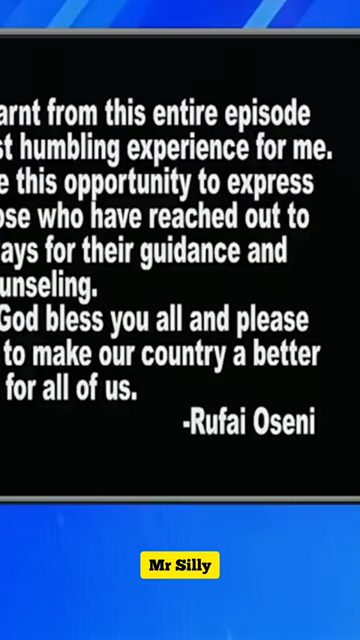 arnt from this entire episode
st humbling experience for me.
e this opportunity to express
ose who have reached out to
ays for their guidance and
unseling.
God bless you all and please
to make our country a better
for all of us.
-Rufai Oseni
Mr Silly